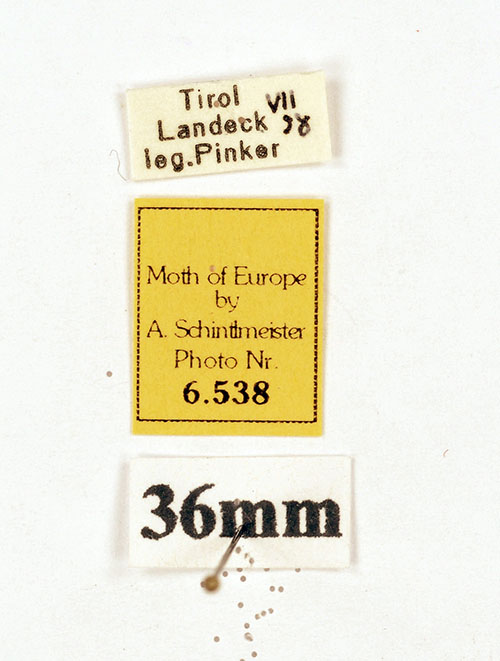 Tirol VII
Landeck 38
leg. Pinker
Moth of Europe
by
A. Schintlmeister
Photo Nr.
6.538
36mm